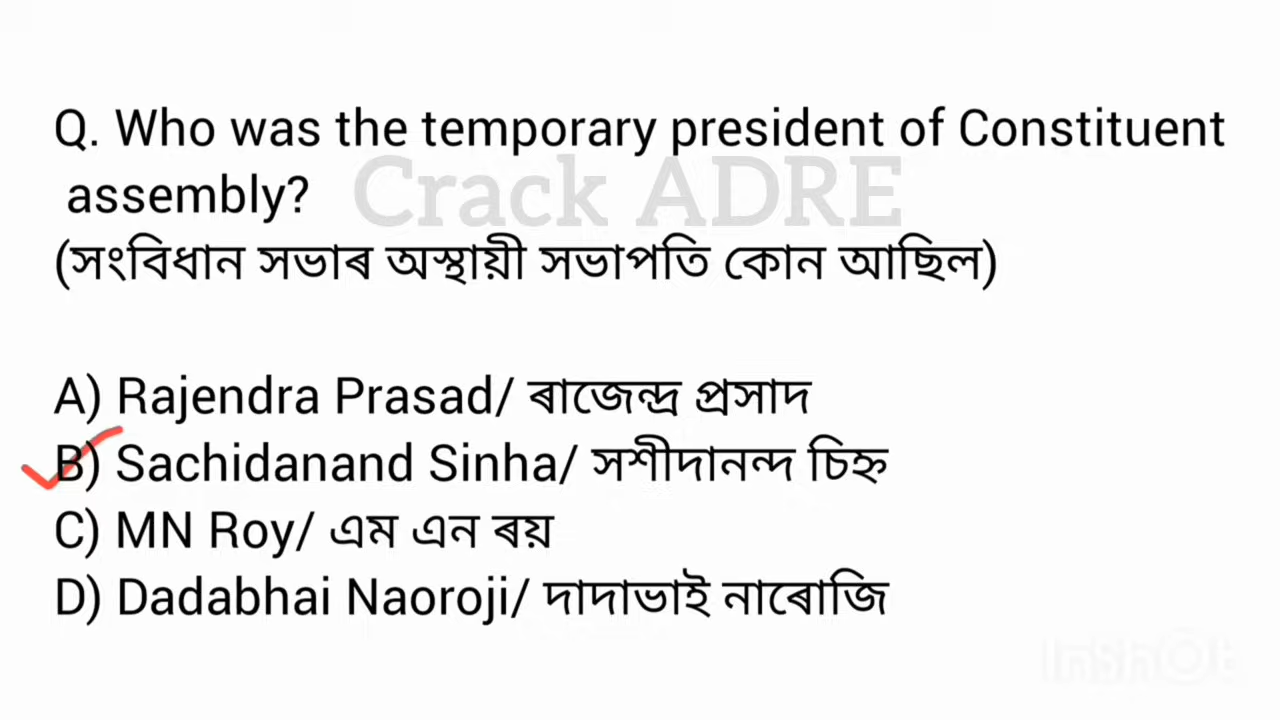 Q. Who was the temporary president of Constituent
assembly?
Crack ADRE
(সংবিধান সভাৰ অস্থায়ী সভাপতি কোন আছিল)
A) Rajendra Prasad/ ৰাজেন্দ্ৰ প্ৰসাদ
B) Sachidanand Sinha/ সশীদানন্দ চিহ্ন
C) MN Roy/ এম এন ৰয়
D) Dadabhai Naoroji/ দাদাভাই নাৰোজি
InShOt